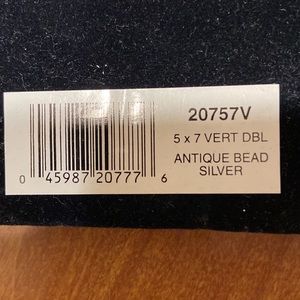 20757V
5 x 7 VERT DBL
ANTIQUE BEAD
SILVER
0 45987 20777 6